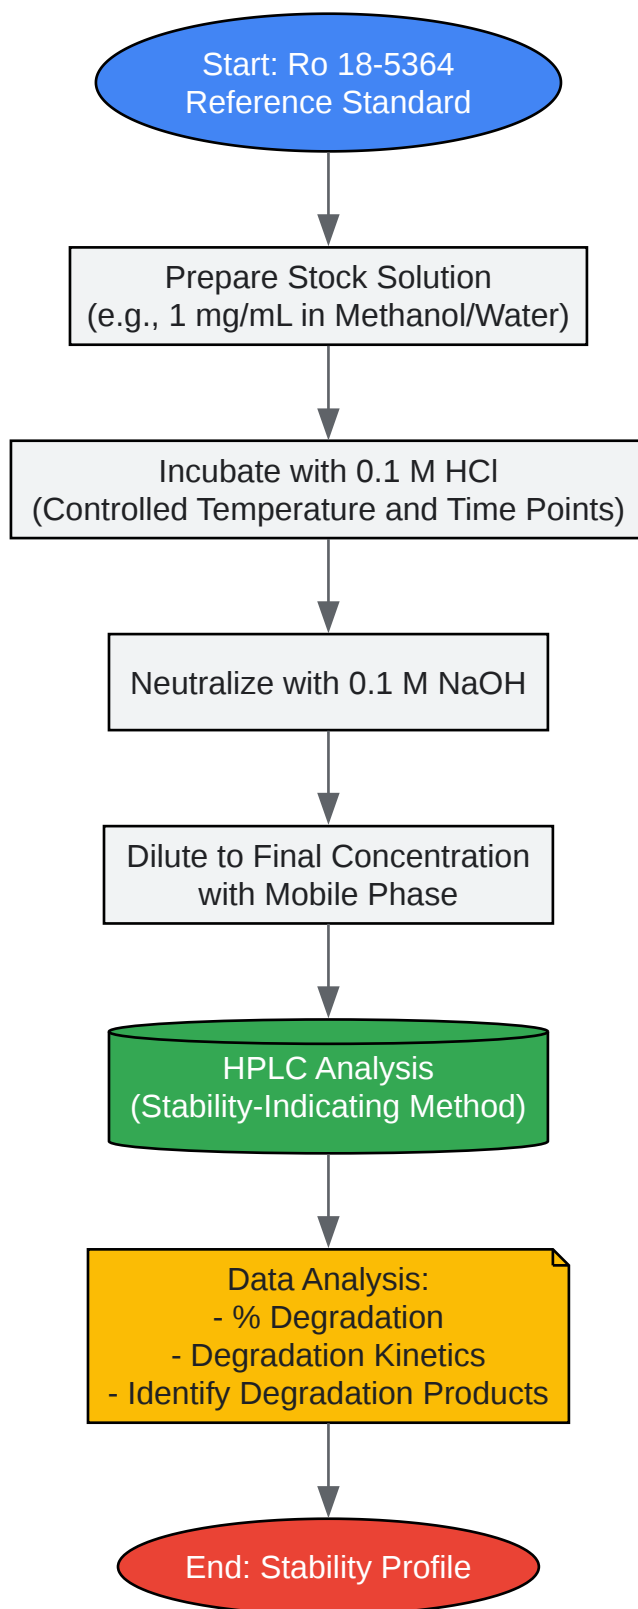 Start: Ro 18-5364
Reference Standard
Prepare Stock Solution
(e.g., 1 mg/mL in Methanol/Water)
Incubate with 0.1 M HCl
(Controlled Temperature and Time Points)
Neutralize with 0.1 M NaOH
Dilute to Final Concentration
with Mobile Phase
HPLC Analysis
(Stability-Indicating Method)
Data Analysis:
- % Degradation
- Degradation Kinetics
- Identify Degradation Products
End: Stability Profile